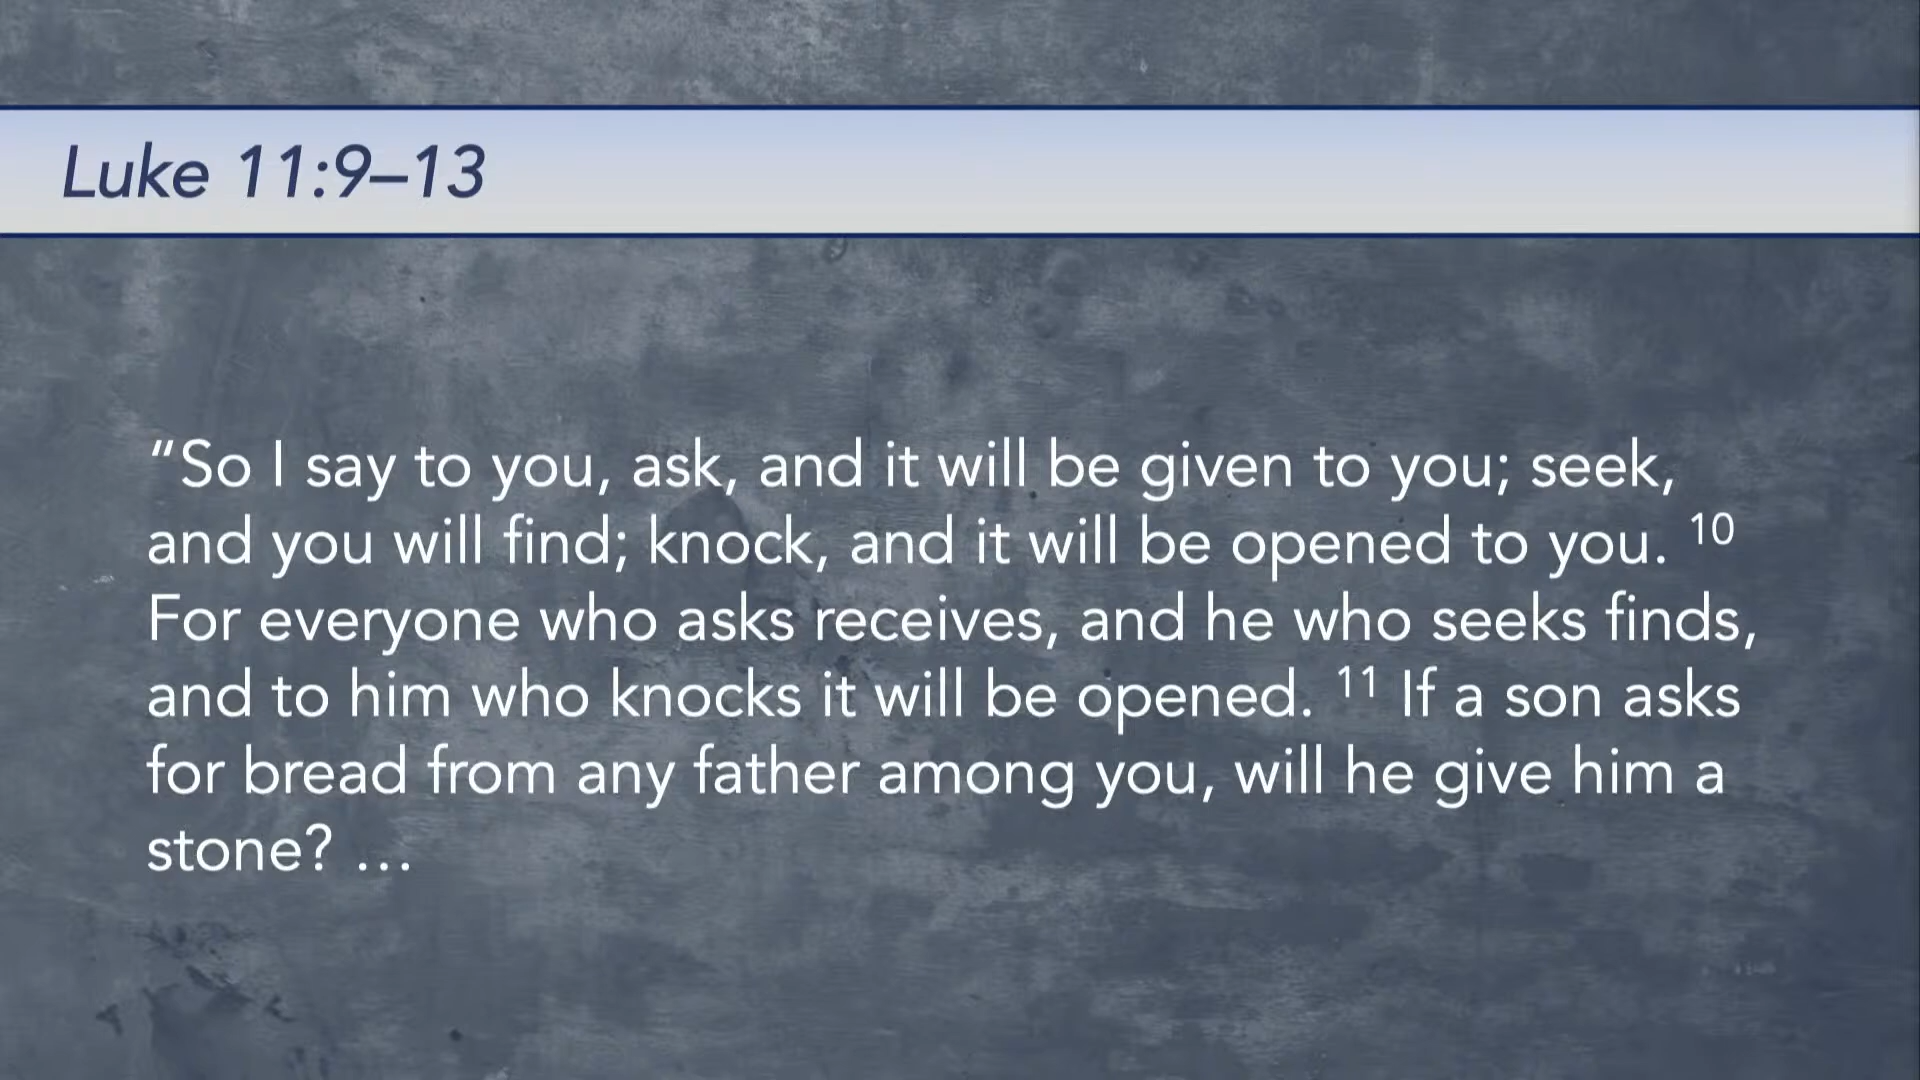 Luke 11:9–13
“So I say to you, ask, and it will be given to you; seek,
and you will find; knock, and it will be opened to you. 10
For everyone who asks receives, and he who seeks finds,
and to him who knocks it will be opened. 11 If a son asks
for bread from any father among you, will he give him a
stone? …